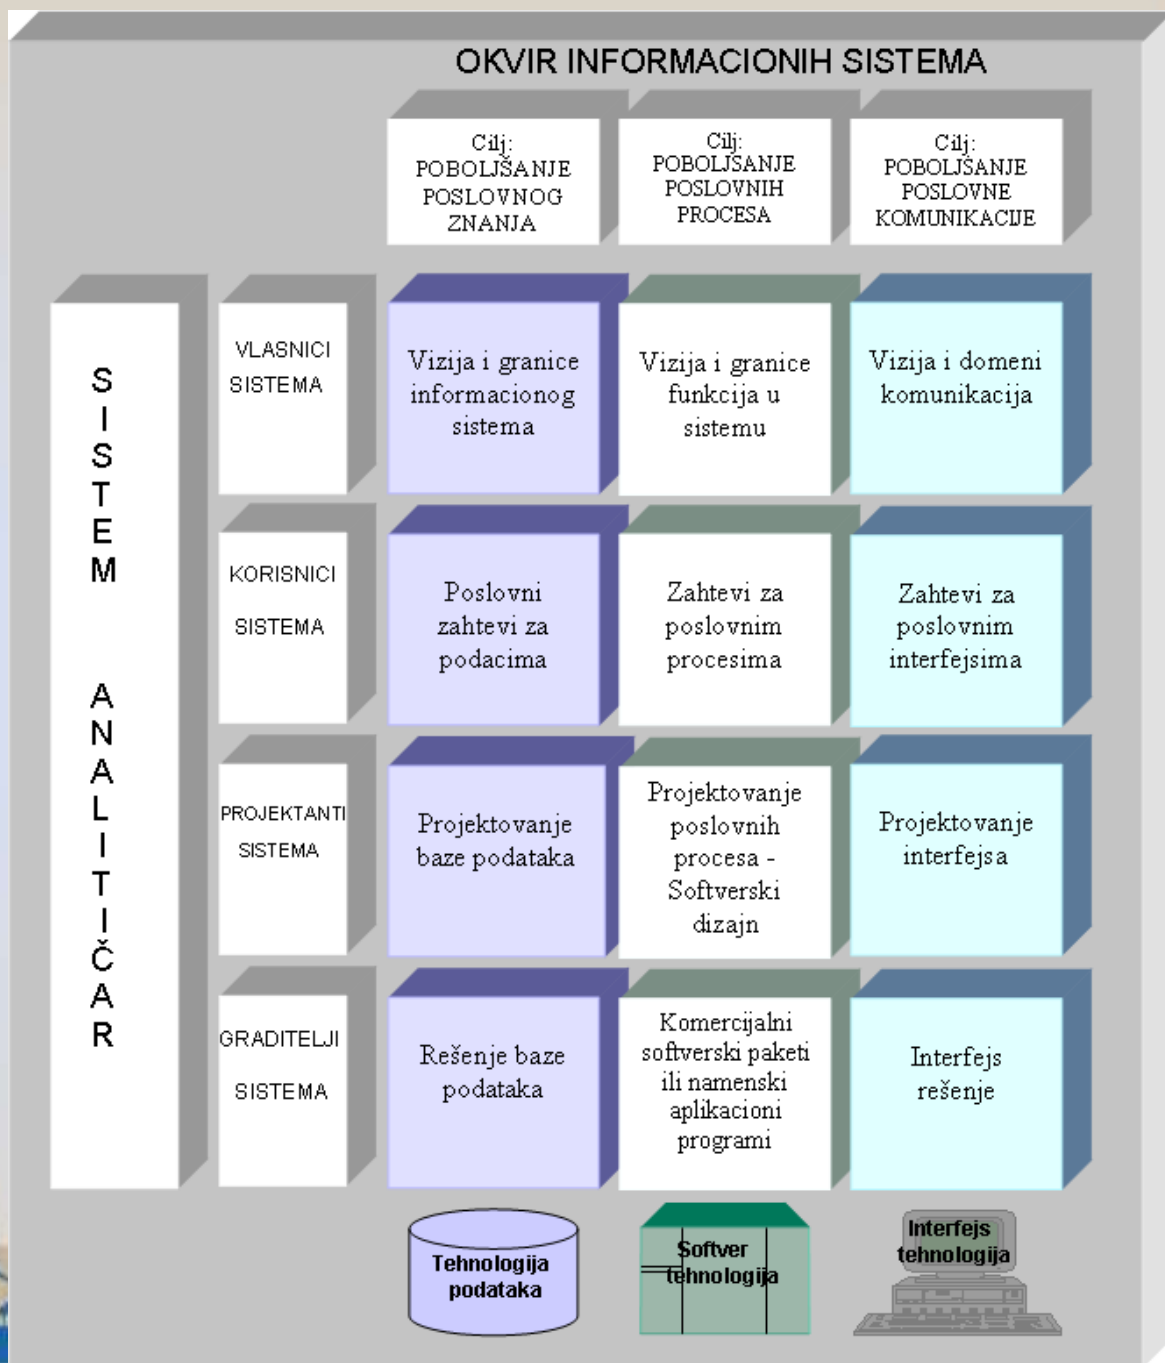 OKVIR INFORMACIONIH SISTEMA
Cilj:
POBOLJŠANJE
POSLOVNOG
ZNANJA
Cilj:
POBOLJŠANJE
POSLOVNIH
PROCESA
Cilj:
POBOLJŠANJE
POSLOVNE
KOMUNIKACIJE
SISTEM ANALITIČAR
VLASNICI
SISTEMA
Vizija i granice
informacionog
sistema
Vizija i granice
funkcija u
sistemu
Vizija i domeni
komunikacija
KORISNICI
SISTEMA
Poslovni
zahtevi za
podacima
Zahtevi za
poslovnim
procesima
Zahtevi za
poslovnim
interfejsima
PROJEKTANTI
SISTEMA
Projektovanje
baze podataka
Projektovanje
poslovnih
procesa -
Softverski
dizajn
Projektovanje
interfejsa
GRADITELJI
SISTEMA
Rešenje baze
podataka
Komercijalni
softverski paketi
ili namenski
aplikacioni
programi
Interfejs
rešenje
Tehnologija
podataka
Softver
tehnologija
Interfejs
tehnologija